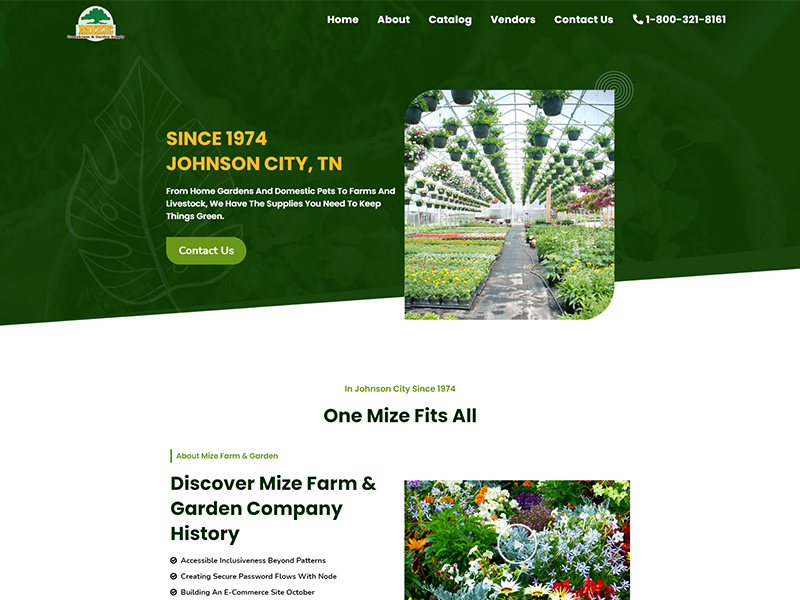 MIZE
Home About Catalog Vendors Contact Us 1-800-321-8161
SINCE 1974
JOHNSON CITY, TN
From Home Gardens And Domestic Pets To Farms And
Livestock, We Have The Supplies You Need To Keep
Things Green.
Contact Us
In Johnson City Since 1974
One Mize Fits All
About Mize Farm & Garden
Discover Mize Farm &
Garden Company
History
Accessible Inclusiveness Beyond Patterns
Creating Secure Password Flows With Node
Building An E-Commerce Site October